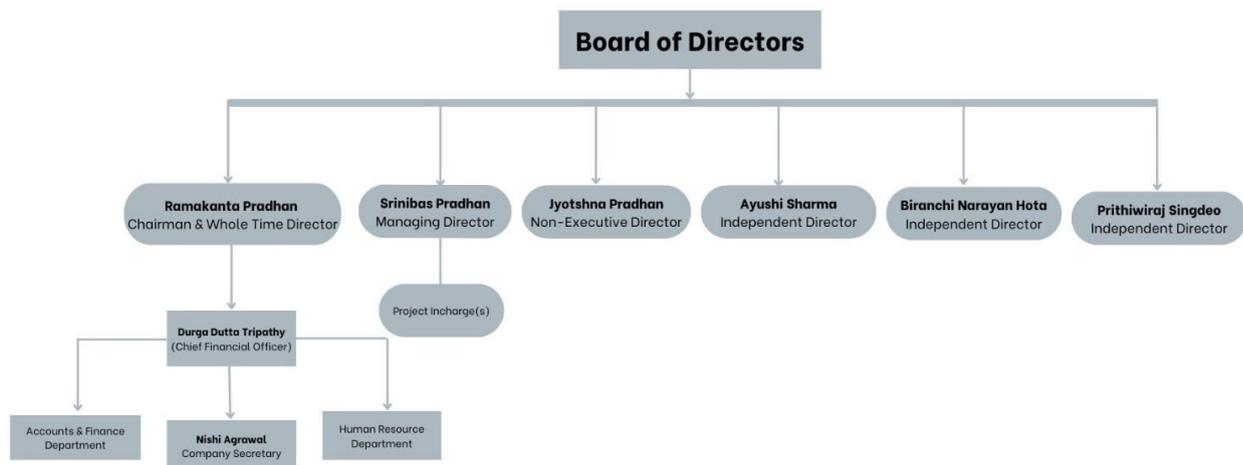 Board of Directors
Ramakanta Pradhan
Chairman & Whole Time Director
Srinibas Pradhan
Managing Director
Jyotshna Pradhan
Non-Executive Director
Ayushi Sharma
Independent Director
Biranchi Narayan Hota
Independent Director
Prithiwiraj Singdeo
Independent Director
Project Incharge(s)
Durga Dutta Tripathy
(Chief Financial Officer)
Accounts & Finance
Department
Nishi Agrawal
Company Secretary
Human Resource
Department